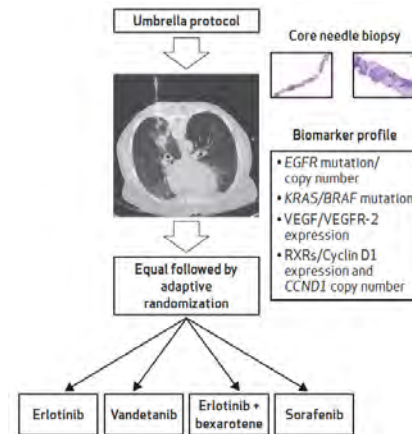 Umbrella protocol
Core needle biopsy
Biomarker profile
• EGFR mutation/
copy number
• KRAS/BRAF mutation
• VEGF/VEGFR-2
expression
• RXRs/Cyclin D1
expression and
CCND1 copy number
Equal followed by
adaptive
randomization
Erlotinib
Vandetanib
Erlotinib +
bexarotene
Sorafenib